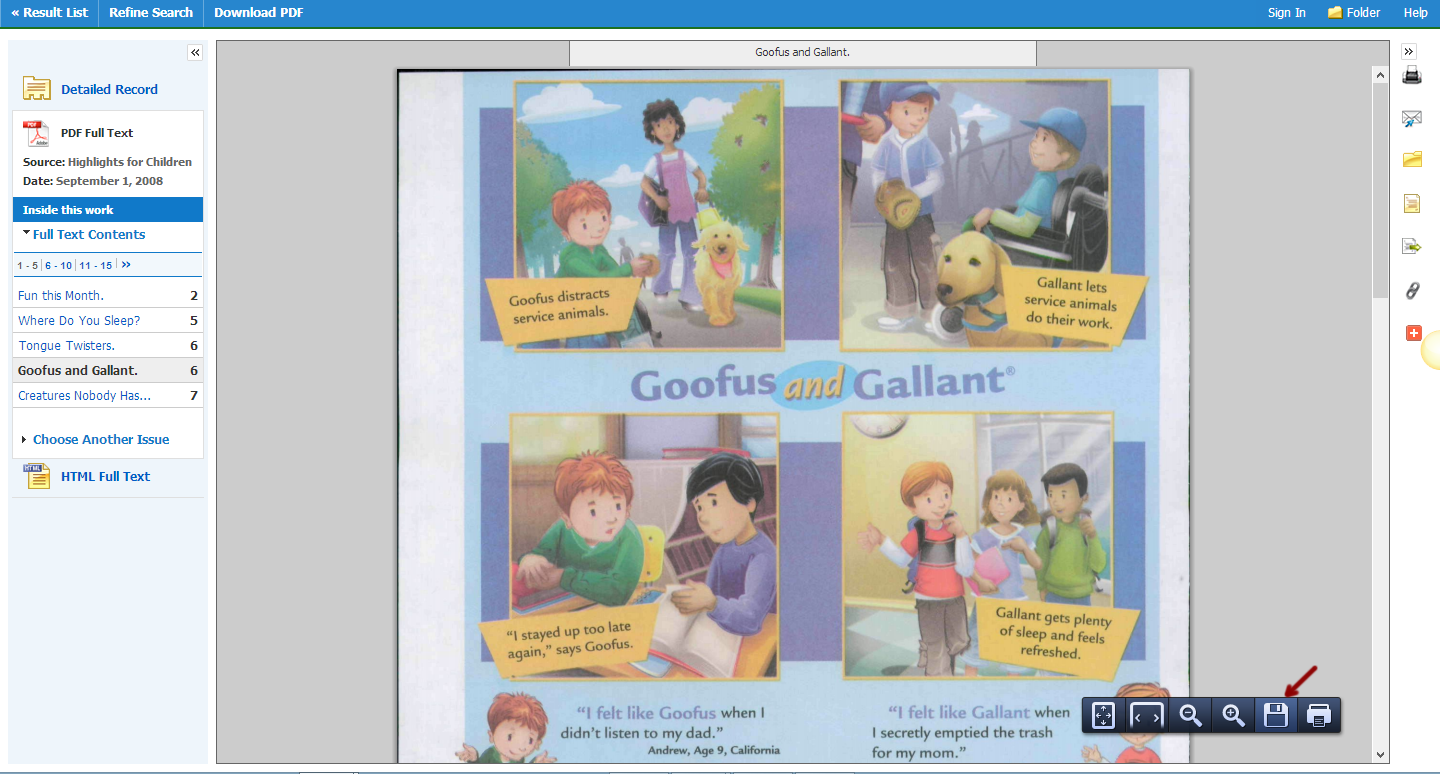 « Result List
Refine Search
Download PDF
Sign In
Folder
Help
«
Detailed Record
PDF Full Text
Source: Highlights for Children
Date: September 1, 2008
Inside this work
Full Text Contents
1 - 5 6 - 10 11 - 15 »
Fun this Month. 2
Where Do You Sleep? 5
Tongue Twisters. 6
Goofus and Gallant. 6
Creatures Nobody Has... 7
Choose Another Issue
HTML Full Text
Goofus and Gallant.
»
Goofus distracts
service animals.
Gallant lets
service animals
do their work.
Goofus and Gallant®
"I stayed up too late
again," says Goofus.
Gallant gets plenty
of sleep and feels
refreshed.
"I felt like Goofus when I
didn't listen to my dad."
Andrew, Age 9, California
"I felt like Gallant when
I secretly emptied the trash
for my mom."